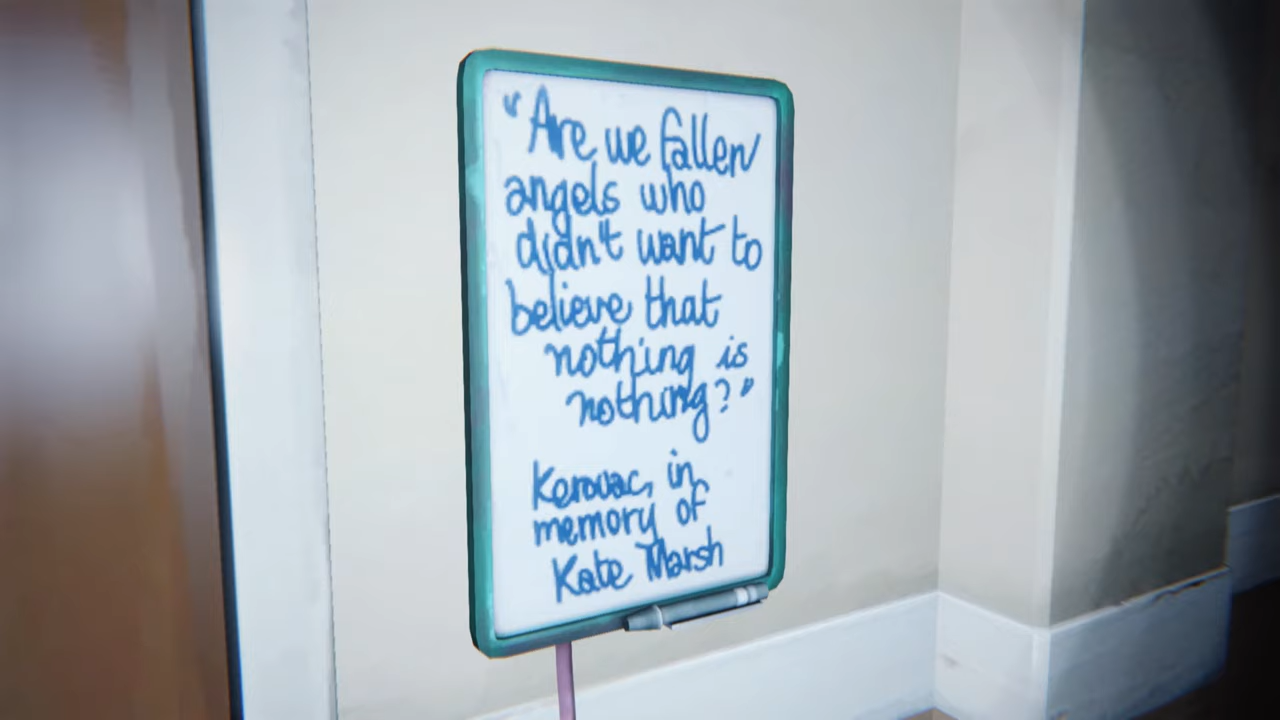 "Are we fallen
angels who
didn't want to
believe that
nothing is
nothing?"
Kerouac, in
memory of
Kate Marsh